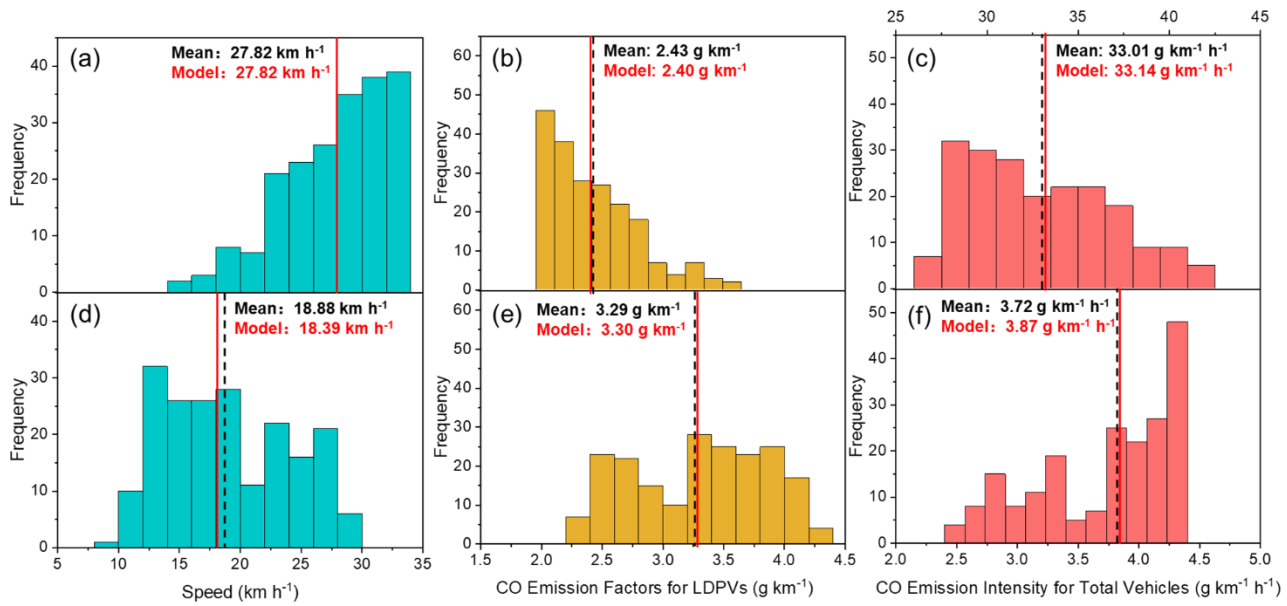 25 30 35 40 45
(a)
Mean: 27.82 km h⁻¹
Model: 27.82 km h⁻¹
Frequency
0 10 20 30 40
(b)
Mean: 2.43 g km⁻¹
Model: 2.40 g km⁻¹
Frequency
0 10 20 30 40 50 60
(c)
Mean: 33.01 g km⁻¹ h⁻¹
Model: 33.14 g km⁻¹ h⁻¹
Frequency
0 10 20 30 40 50
(d)
Mean: 18.88 km h⁻¹
Model: 18.39 km h⁻¹
Frequency
0 10 20 30 40
5 10 15 20 25 30 35
Speed (km h⁻¹)
(e)
Mean: 3.29 g km⁻¹
Model: 3.30 g km⁻¹
Frequency
0 10 20 30 40 50 60
1.5 2.0 2.5 3.0 3.5 4.0 4.5
CO Emission Factors for LDPVs (g km⁻¹)
(f)
Mean: 3.72 g km⁻¹ h⁻¹
Model: 3.87 g km⁻¹ h⁻¹
Frequency
0 10 20 30 40 50
2.0 2.5 3.0 3.5 4.0 4.5 5.0
CO Emission Intensity for Total Vehicles (g km⁻¹ h⁻¹)